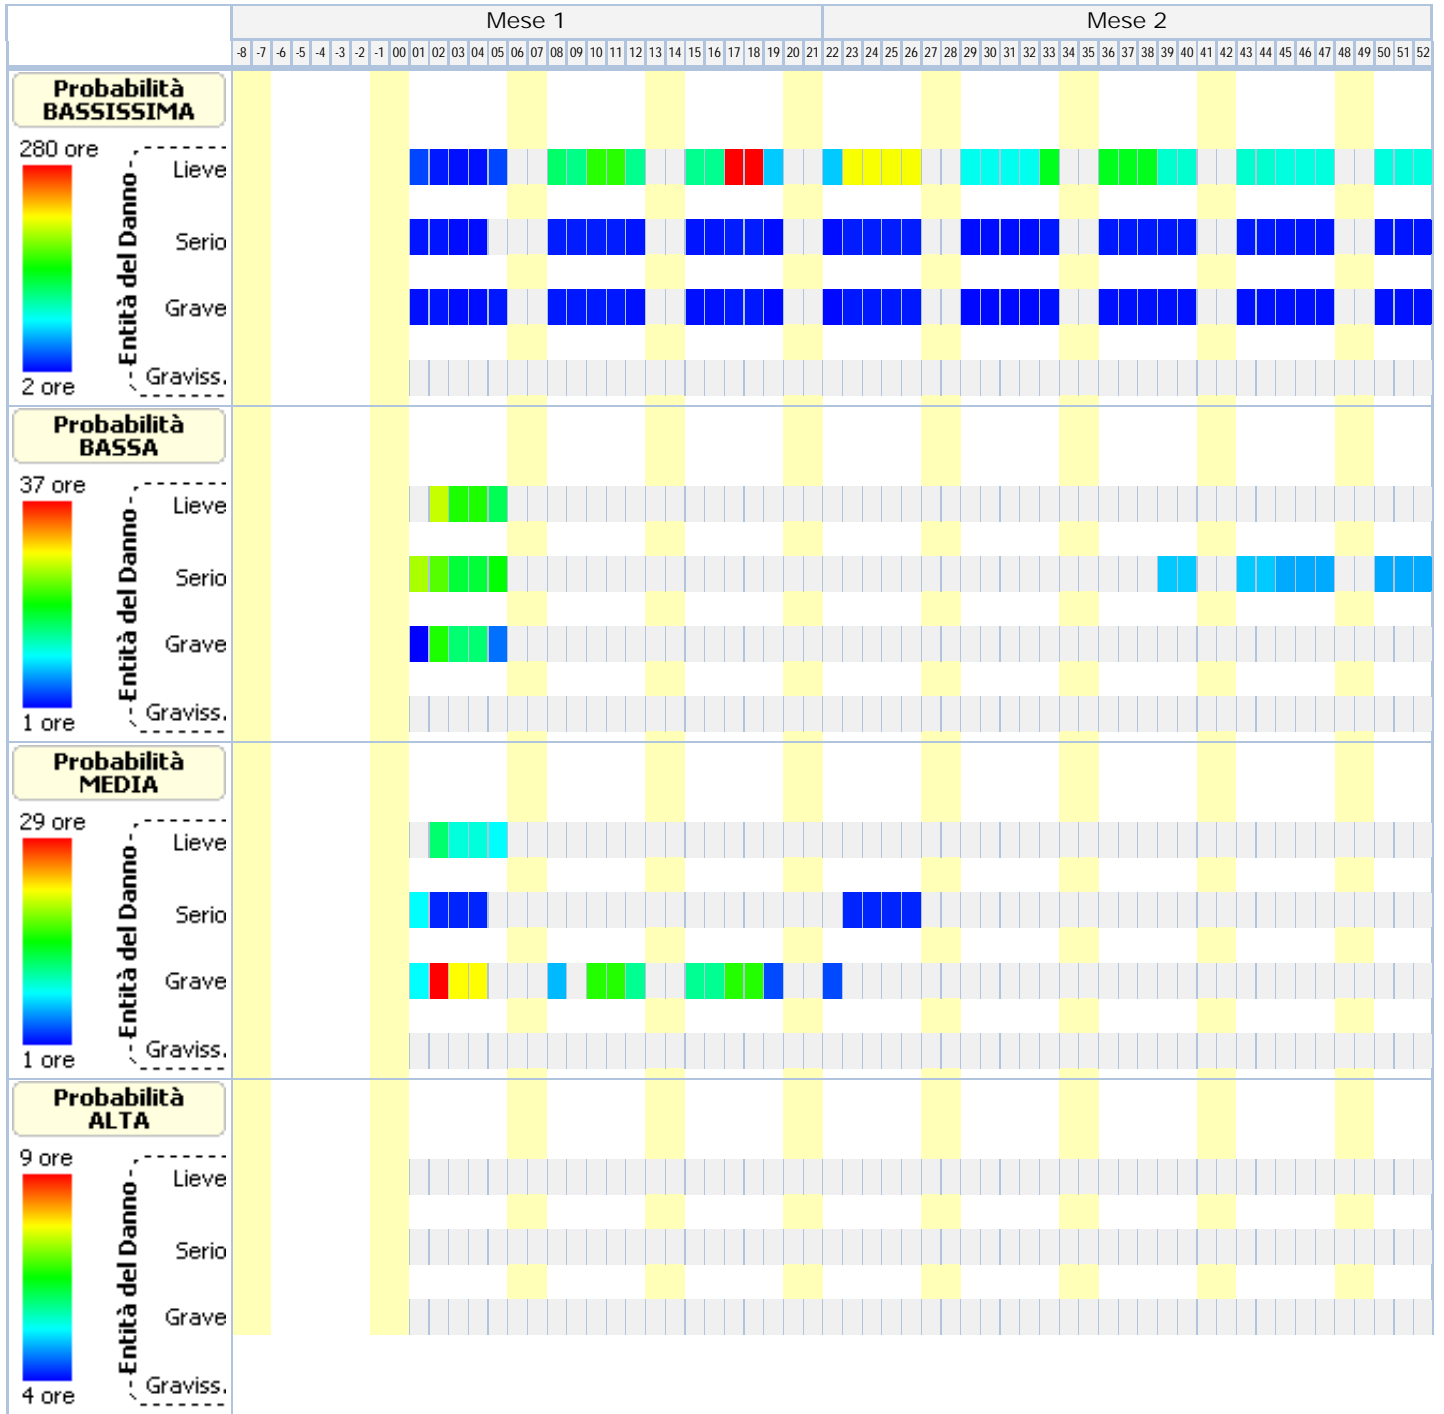 Mese 1 Mese 2
-8 -7 -6 -5 -4 -3 -2 -1 00 01 02 03 04 05 06 07 08 09 10 11 12 13 14 15 16 17 18 19 20 21 22 23 24 25 26 27 28 29 30 31 32 33 34 35 36 37 38 39 40 41 42 43 44 45 46 47 48 49 50 51 52
Probabilità
BASSISSIMA
280 ore
Entità del Danno
Lieve
Serio
Grave
Graviss.
2 ore
Probabilità
BASSA
37 ore
Entità del Danno
Lieve
Serio
Grave
Graviss.
1 ore
Probabilità
MEDIA
29 ore
Entità del Danno
Lieve
Serio
Grave
Graviss.
1 ore
Probabilità
ALTA
9 ore
Entità del Danno
Lieve
Serio
Grave
Graviss.
4 ore